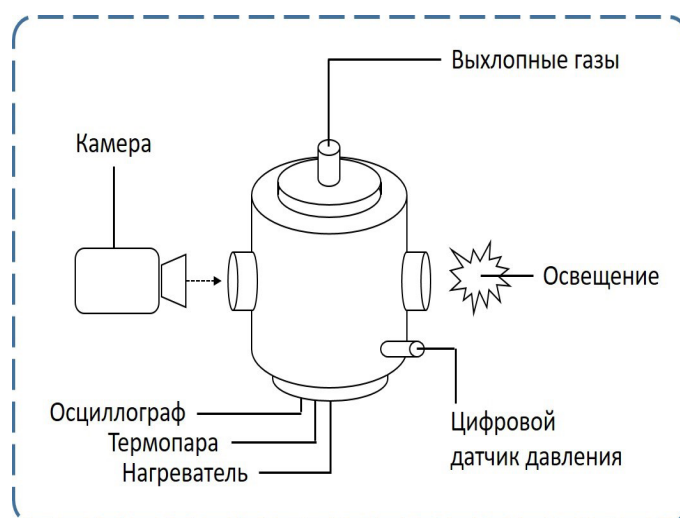 Выхлопные газы
Камера
Освещение
Осциллограф
Термопара
Нагреватель
Цифровой
датчик давления